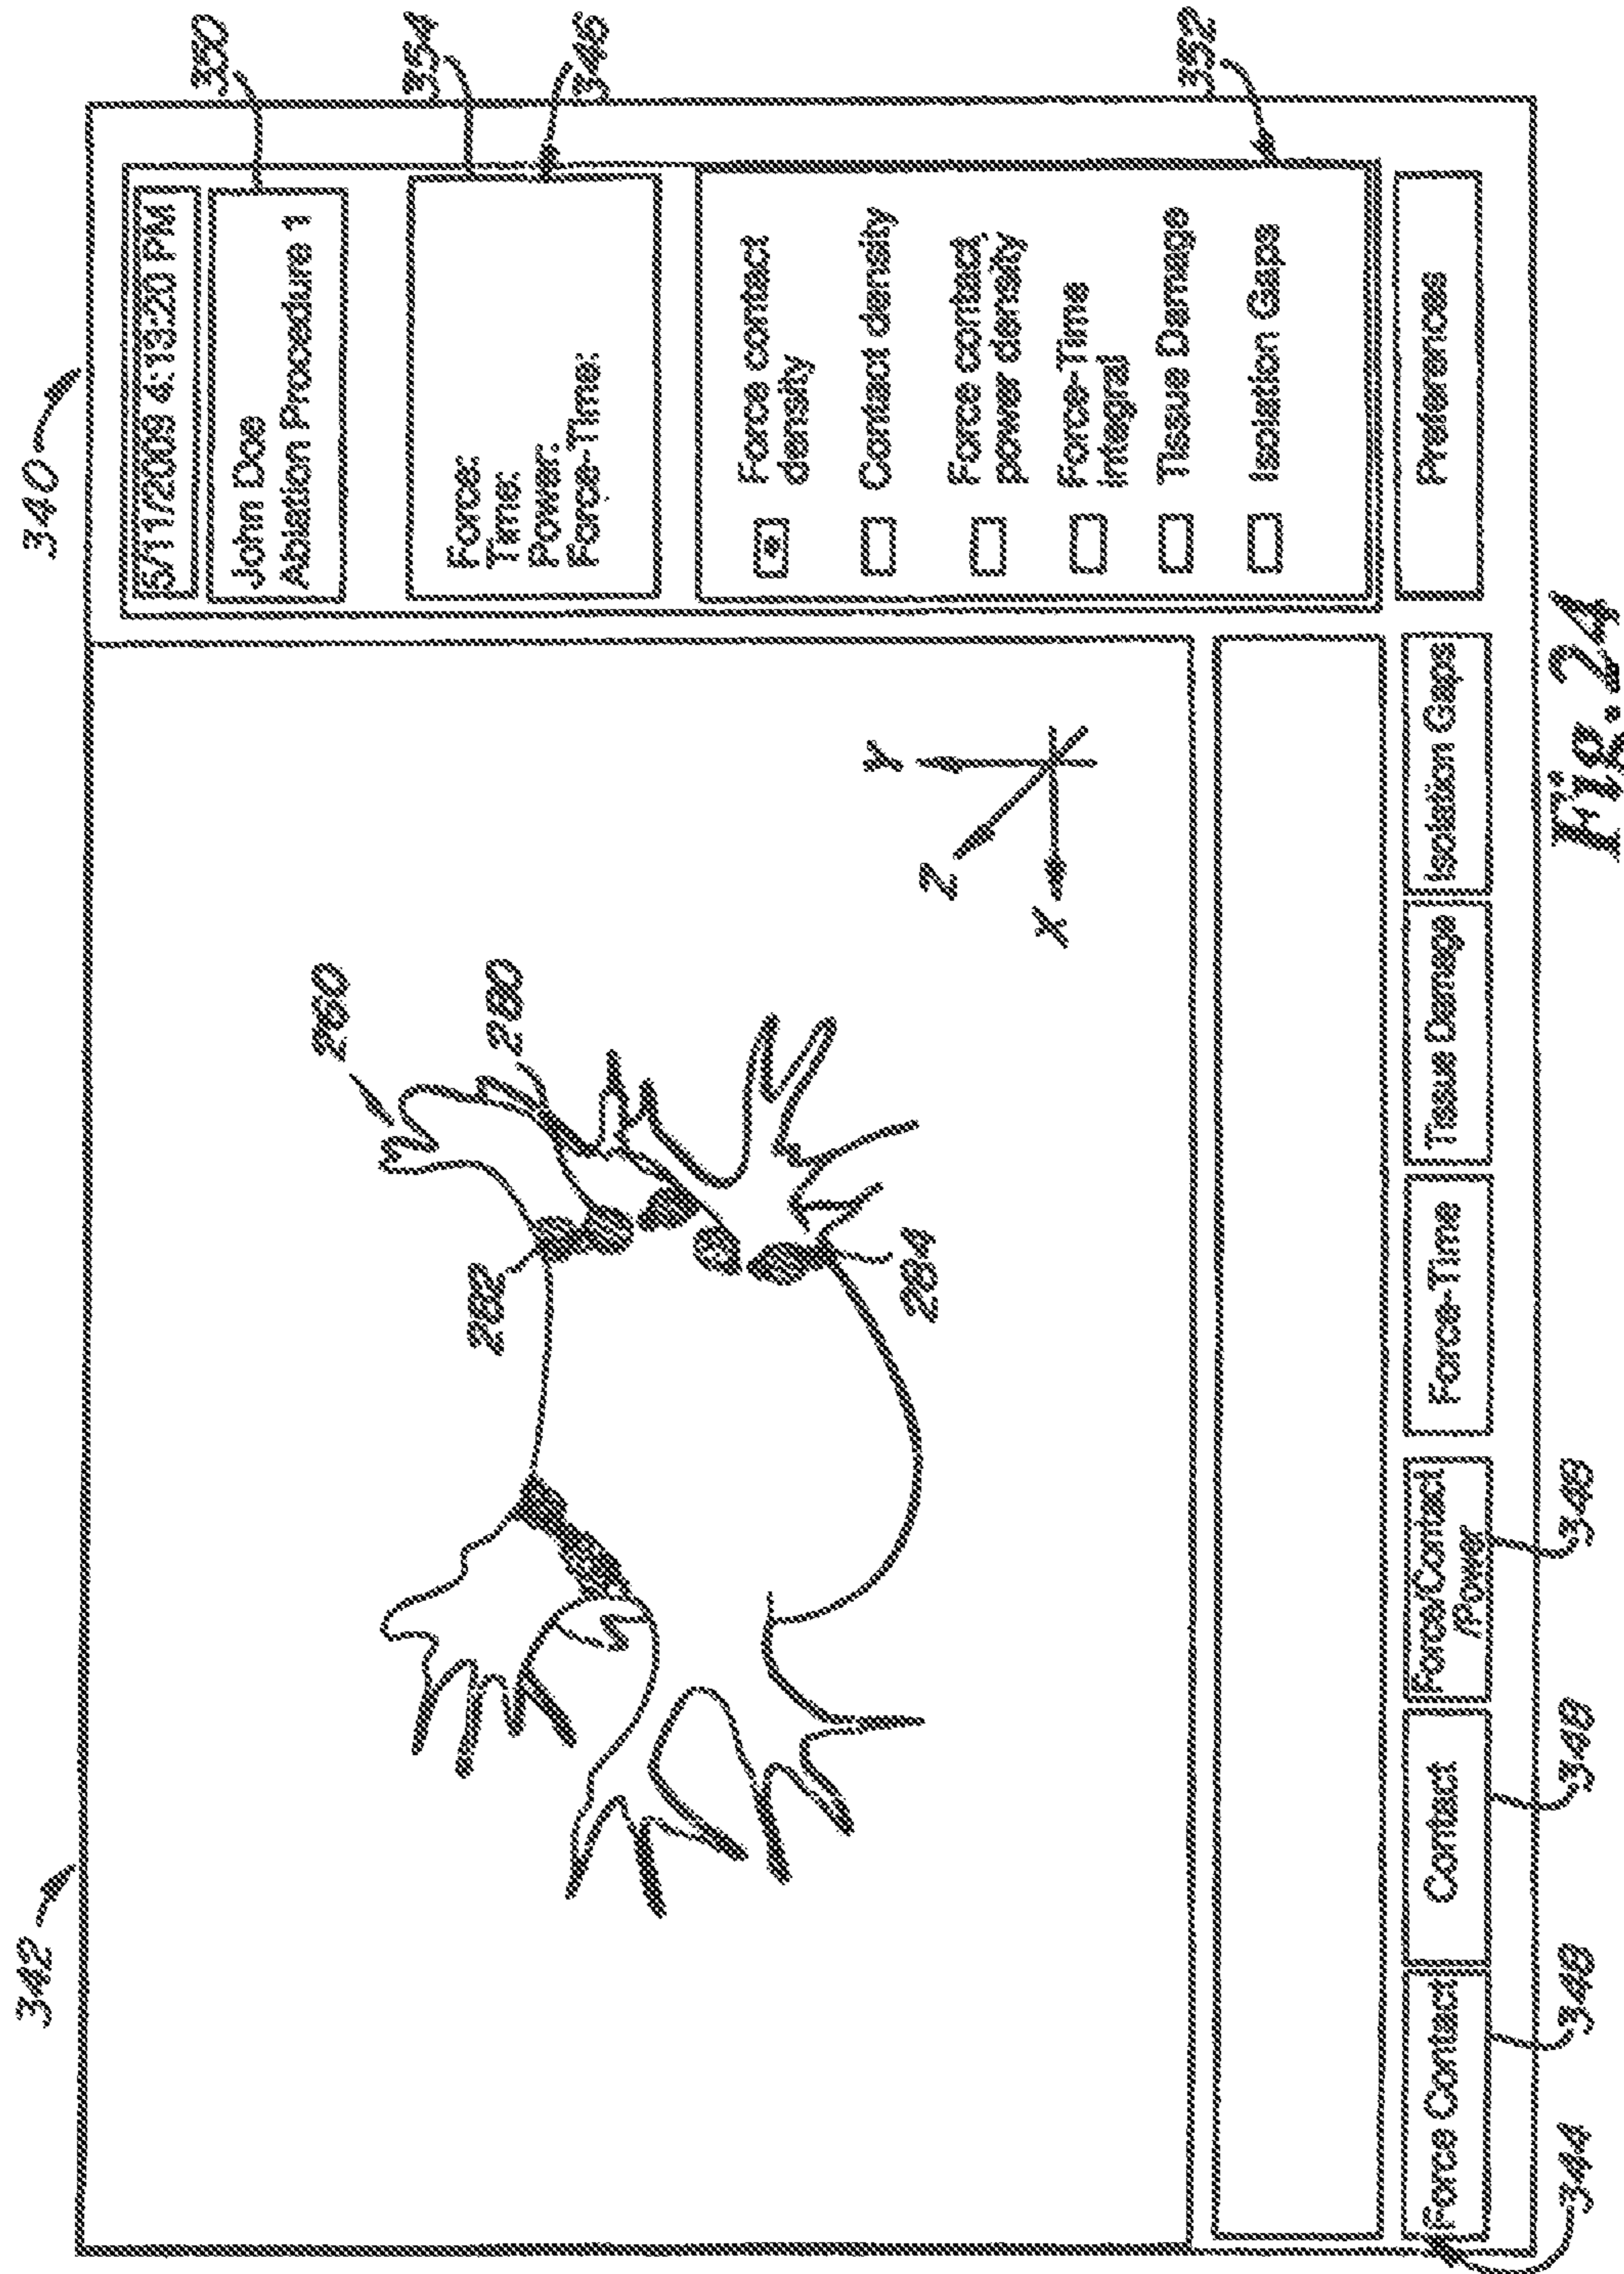 342
340
5/11/2009 4:13:20 PM
350
John Doe
Ablation Procedure 1
354
346
Force:
Time:
Power:
Force-Time:
260
280
282
284
Y
Z
X
Force contact
density
Contact density
Force contact
power density
Force-Time
integral
Tissue Damage
Isolation Gaps
352
Force Contact
Contact
Force/Contact
/Power
Force-Time
Tissue Damage
Isolation Gaps
Preferences
344
348
348
348
Fig. 24